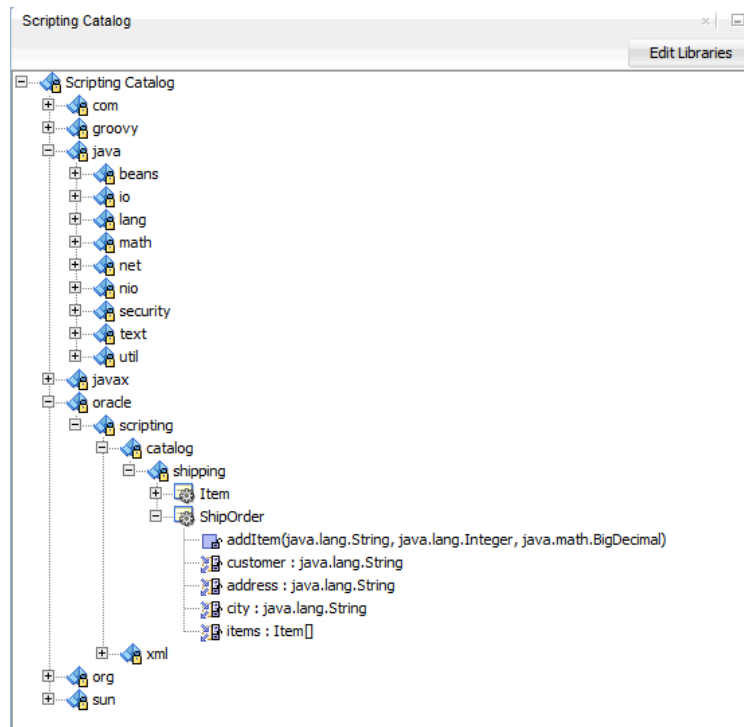 Scripting Catalog
Edit Libraries
Scripting Catalog
com
groovy
java
beans
io
lang
math
net
nio
security
text
util
javax
oracle
scripting
catalog
shipping
Item
ShipOrder
addItem(java.lang.String, java.lang.Integer, java.math.BigDecimal)
customer : java.lang.String
address : java.lang.String
city : java.lang.String
items : Item[]
xml
org
sun